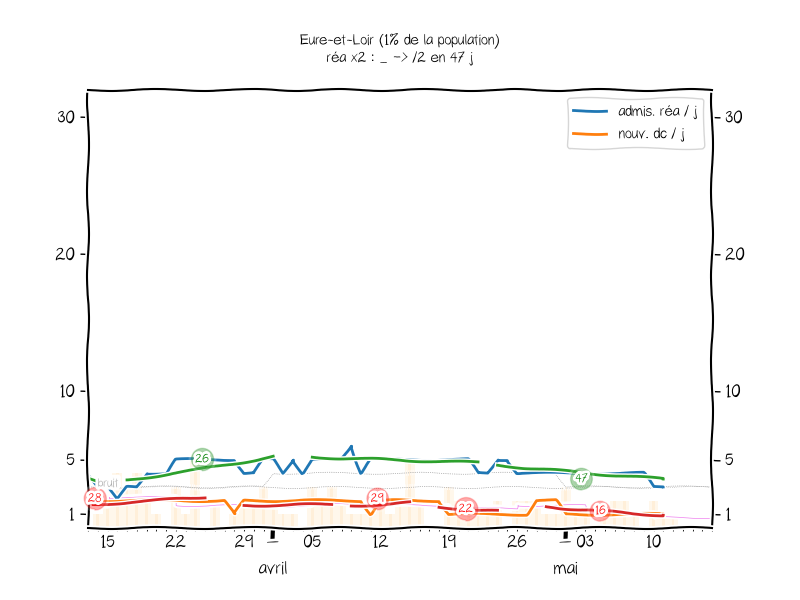 Eure-et-Loir (1% de la population)
réa x2 : _ -> /2 en 47 j
admis. réa / j
nouv. dc / j
30 30
20 20
10 10
5 5
1 1
bruit
28 26 29 22 47 16
15 22 29 05 12 19 26 03 10
avril mai